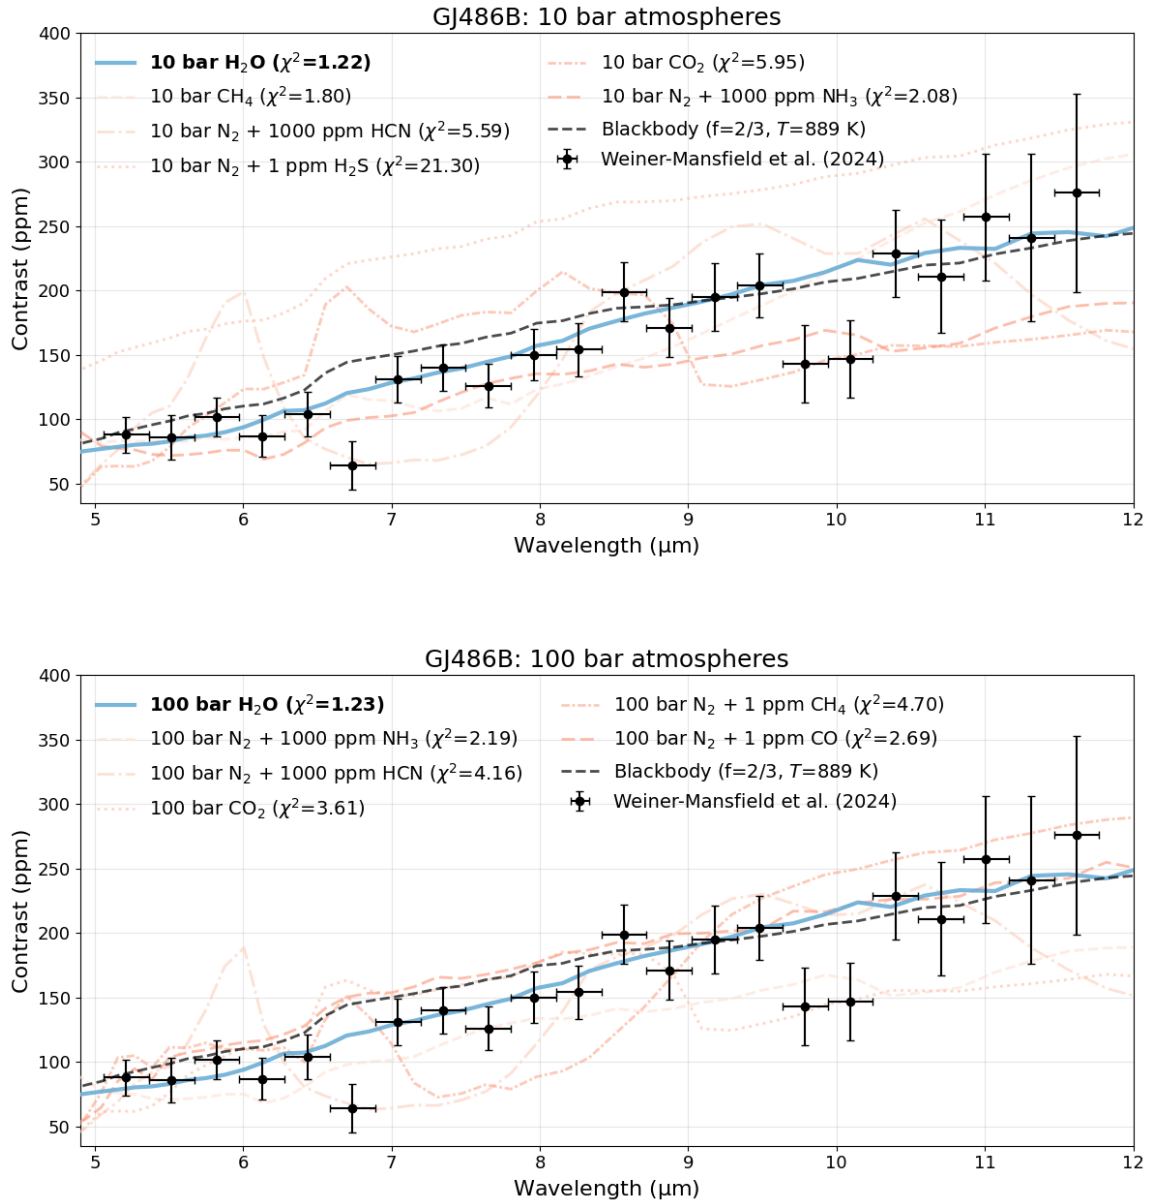 GJ486B: 10 bar atmospheres
400
350
300
250
200
150
100
50
Contrast (ppm)
10 bar H₂O (χ²=1.22)
10 bar CH₄ (χ²=1.80)
10 bar N₂ + 1000 ppm HCN (χ²=5.59)
10 bar N₂ + 1 ppm H₂S (χ²=21.30)
10 bar CO₂ (χ²=5.95)
10 bar N₂ + 1000 ppm NH₃ (χ²=2.08)
Blackbody (f=2/3, T=889 K)
Weiner-Mansfield et al. (2024)
5 6 7 8 9 10 11 12
Wavelength (μm)
GJ486B: 100 bar atmospheres
400
350
300
250
200
150
100
50
Contrast (ppm)
100 bar H₂O (χ²=1.23)
100 bar N₂ + 1000 ppm NH₃ (χ²=2.19)
100 bar N₂ + 1000 ppm HCN (χ²=4.16)
100 bar CO₂ (χ²=3.61)
100 bar N₂ + 1 ppm CH₄ (χ²=4.70)
100 bar N₂ + 1 ppm CO (χ²=2.69)
Blackbody (f=2/3, T=889 K)
Weiner-Mansfield et al. (2024)
5 6 7 8 9 10 11 12
Wavelength (μm)